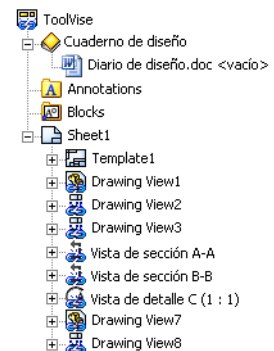 ToolVise
Cuaderno de diseño
Diario de diseño.doc <vacío>
Annotations
Blocks
Sheet1
Template1
Drawing View1
Drawing View2
Drawing View3
Vista de sección A-A
Vista de sección B-B
Vista de detalle C (1 : 1)
Drawing View7
Drawing View8